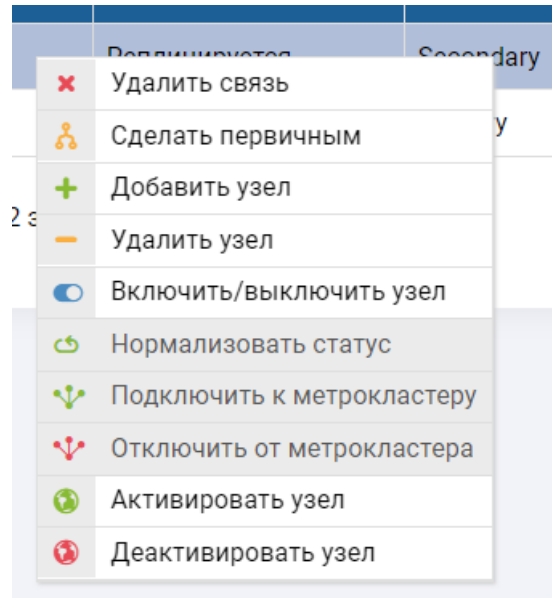 Secondary
Удалить связь
Сделать первичным
Добавить узел
2 з
Удалить узел
Включить/выключить узел
Нормализовать статус
Подключить к метрокластеру
Отключить от метрокластера
Активировать узел
Деактивировать узел